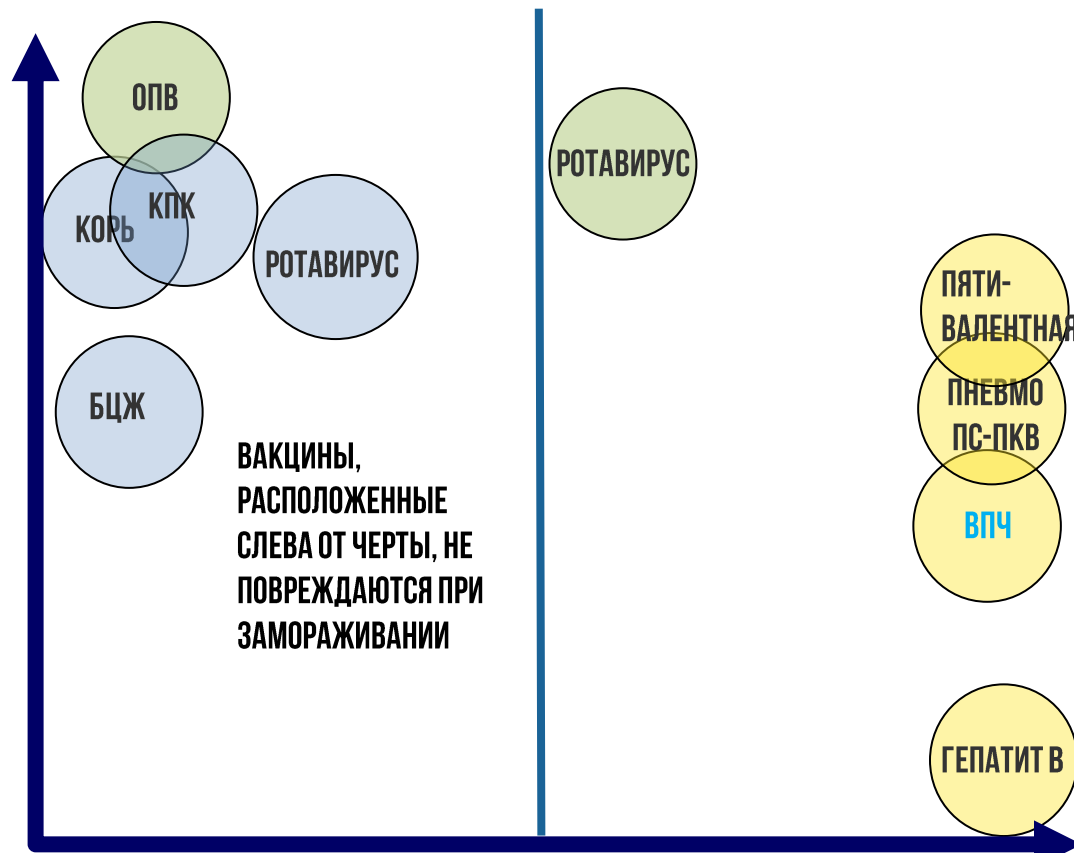 ОПВ
КПК
КОРЬ
РОТАВИРУС
БЦЖ
ВАКЦИНЫ,
РАСПОЛОЖЕННЫЕ
СЛЕВА ОТ ЧЕРТЫ, НЕ
ПОВРЕЖДАЮТСЯ ПРИ
ЗАМОРАЖИВАНИИ
РОТАВИРУС
ПЯТИ-
ВАЛЕНТНАЯ
ПНЕВМО
ПС-ПКВ
ВПЧ
ГЕПАТИТ В